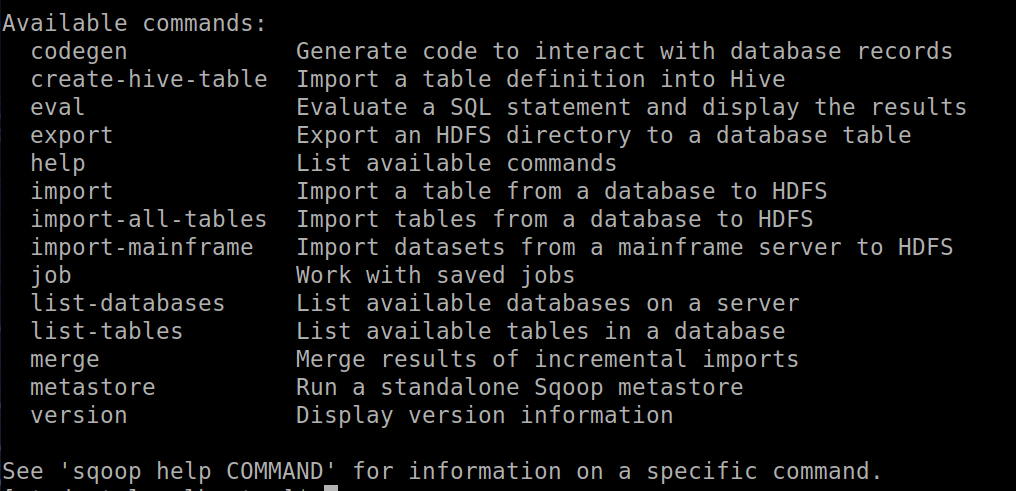 Available commands:
codegen Generate code to interact with database records
create-hive-table Import a table definition into Hive
eval Evaluate a SQL statement and display the results
export Export an HDFS directory to a database table
help List available commands
import Import a table from a database to HDFS
import-all-tables Import tables from a database to HDFS
import-mainframe Import datasets from a mainframe server to HDFS
job Work with saved jobs
list-databases List available databases on a server
list-tables List available tables in a database
merge Merge results of incremental imports
metastore Run a standalone Sqoop metastore
version Display version information
See 'sqoop help COMMAND' for information on a specific command.